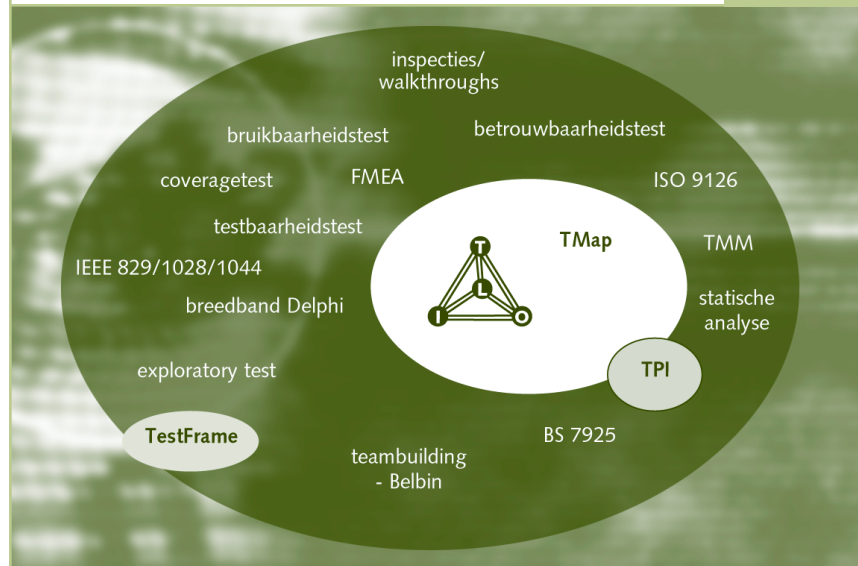 inspecties/
walkthroughs
bruikbaarheidstest
betrouwbaarheidstest
coveragetest
FMEA
ISO 9126
testbaarheidstest
TMap
TMM
T
IEEE 829/1028/1044
L
breedband Delphi
statische
analyse
I
O
exploratory test
TPI
TestFrame
BS 7925
teambuilding
- Belbin